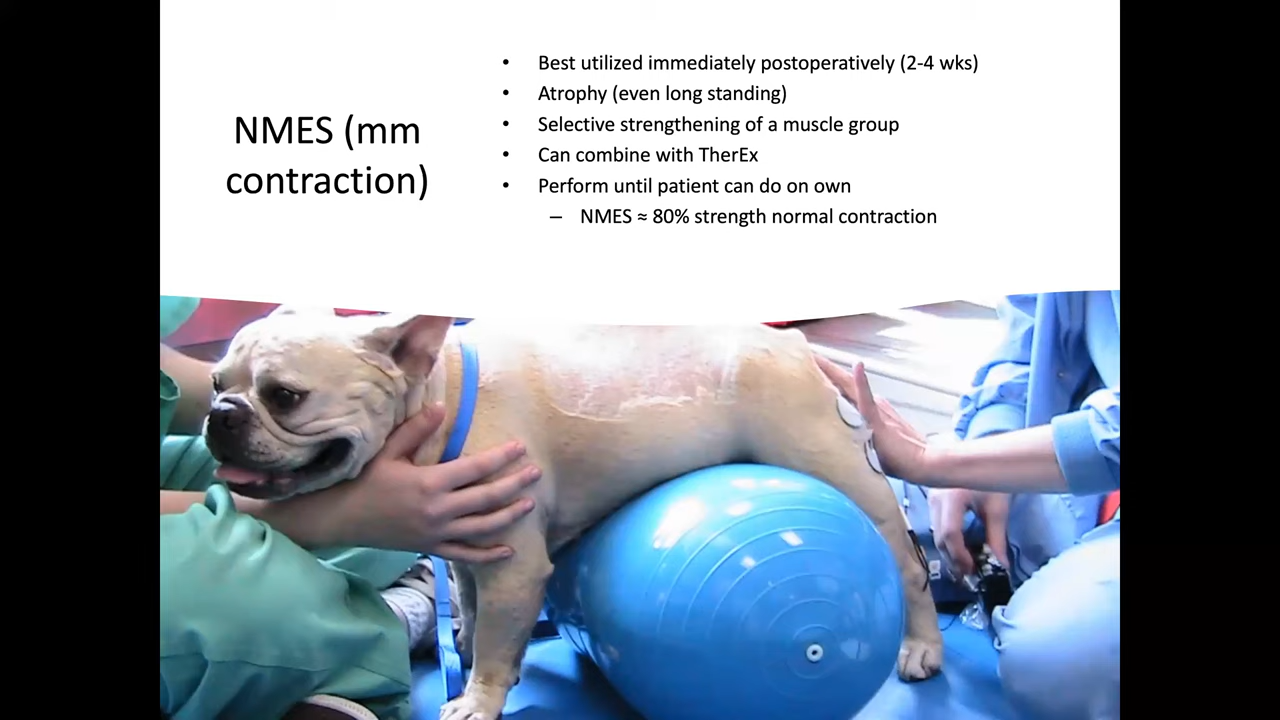 NMES (mm
contraction)
• Best utilized immediately postoperatively (2-4 wks)
• Atrophy (even long standing)
• Selective strengthening of a muscle group
• Can combine with TherEx
• Perform until patient can do on own
– NMES ≈ 80% strength normal contraction